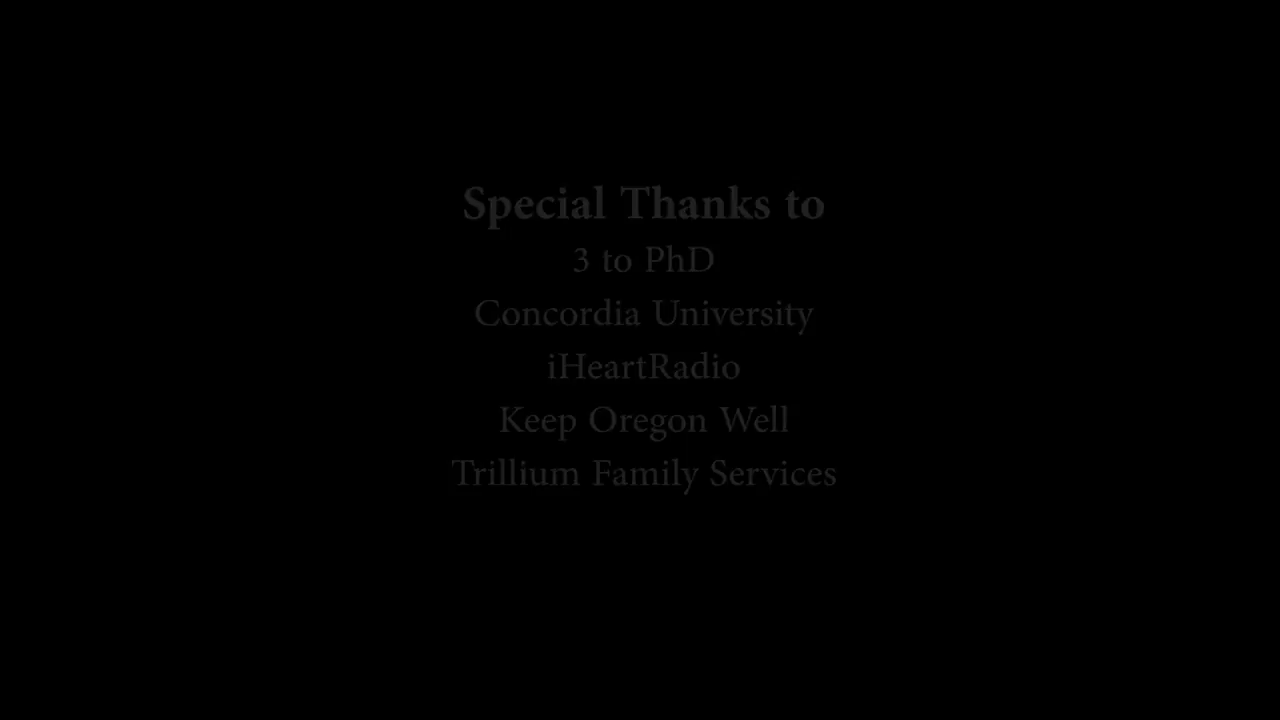 Special Thanks to
3 to PhD
Concordia University
iHeartRadio
Keep Oregon Well
Trillium Family Services